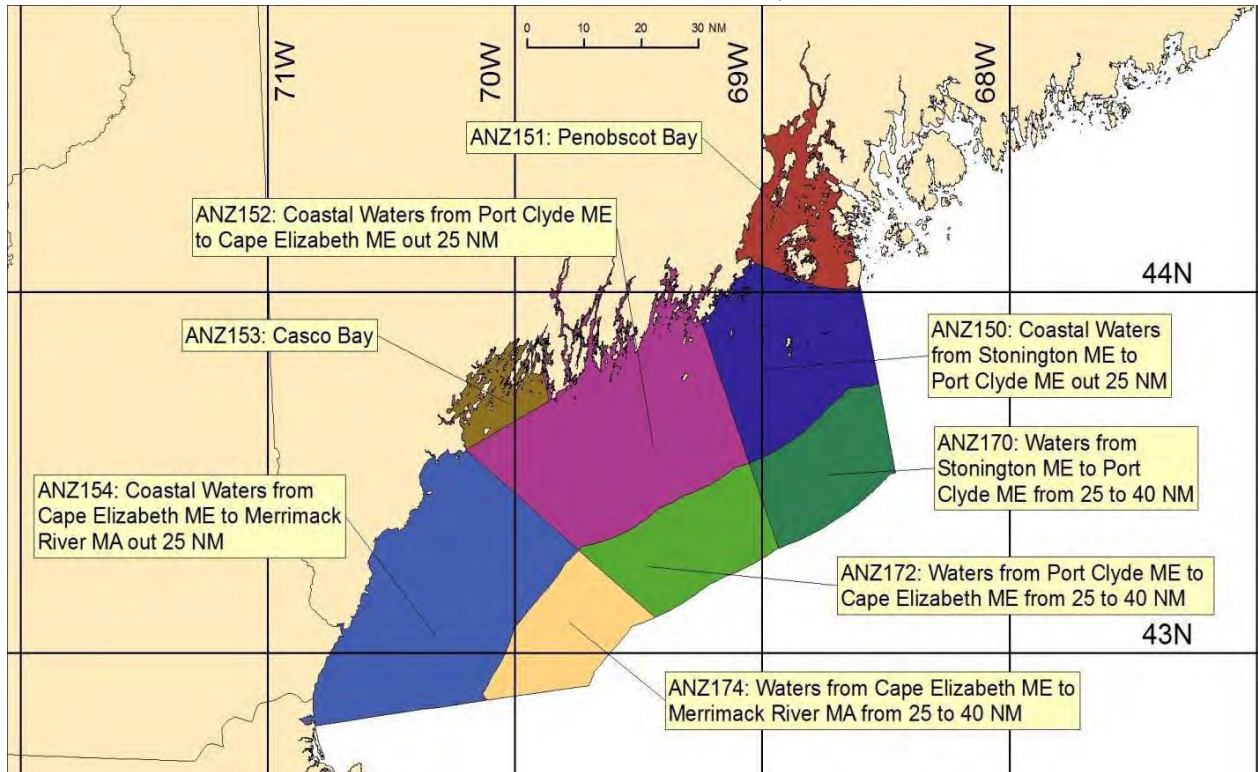 0 10 20 30 NM
71W
70W
69W
68W
ANZ151: Penobscot Bay
ANZ152: Coastal Waters from Port Clyde ME
to Cape Elizabeth ME out 25 NM
44N
ANZ153: Casco Bay
ANZ150: Coastal Waters
from Stonington ME to
Port Clyde ME out 25 NM
ANZ170: Waters from
Stonington ME to Port
Clyde ME from 25 to 40 NM
ANZ154: Coastal Waters from
Cape Elizabeth ME to Merrimack
River MA out 25 NM
ANZ172: Waters from Port Clyde ME to
Cape Elizabeth ME from 25 to 40 NM
43N
ANZ174: Waters from Cape Elizabeth ME to
Merrimack River MA from 25 to 40 NM